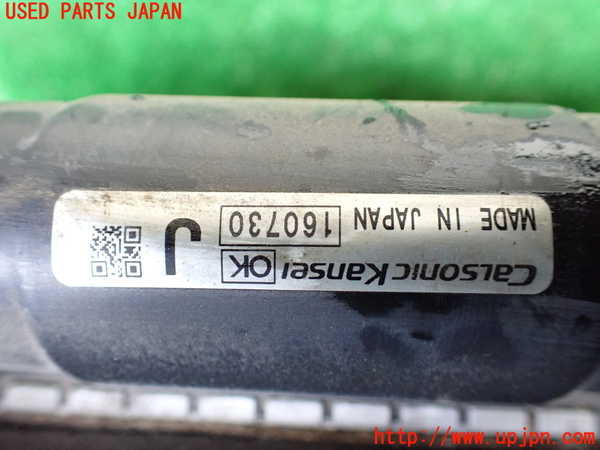 USED PARTS JAPAN
CALSONIC Kansei OK
J
MADE IN JAPAN 160730
http://www.upjpn.com/